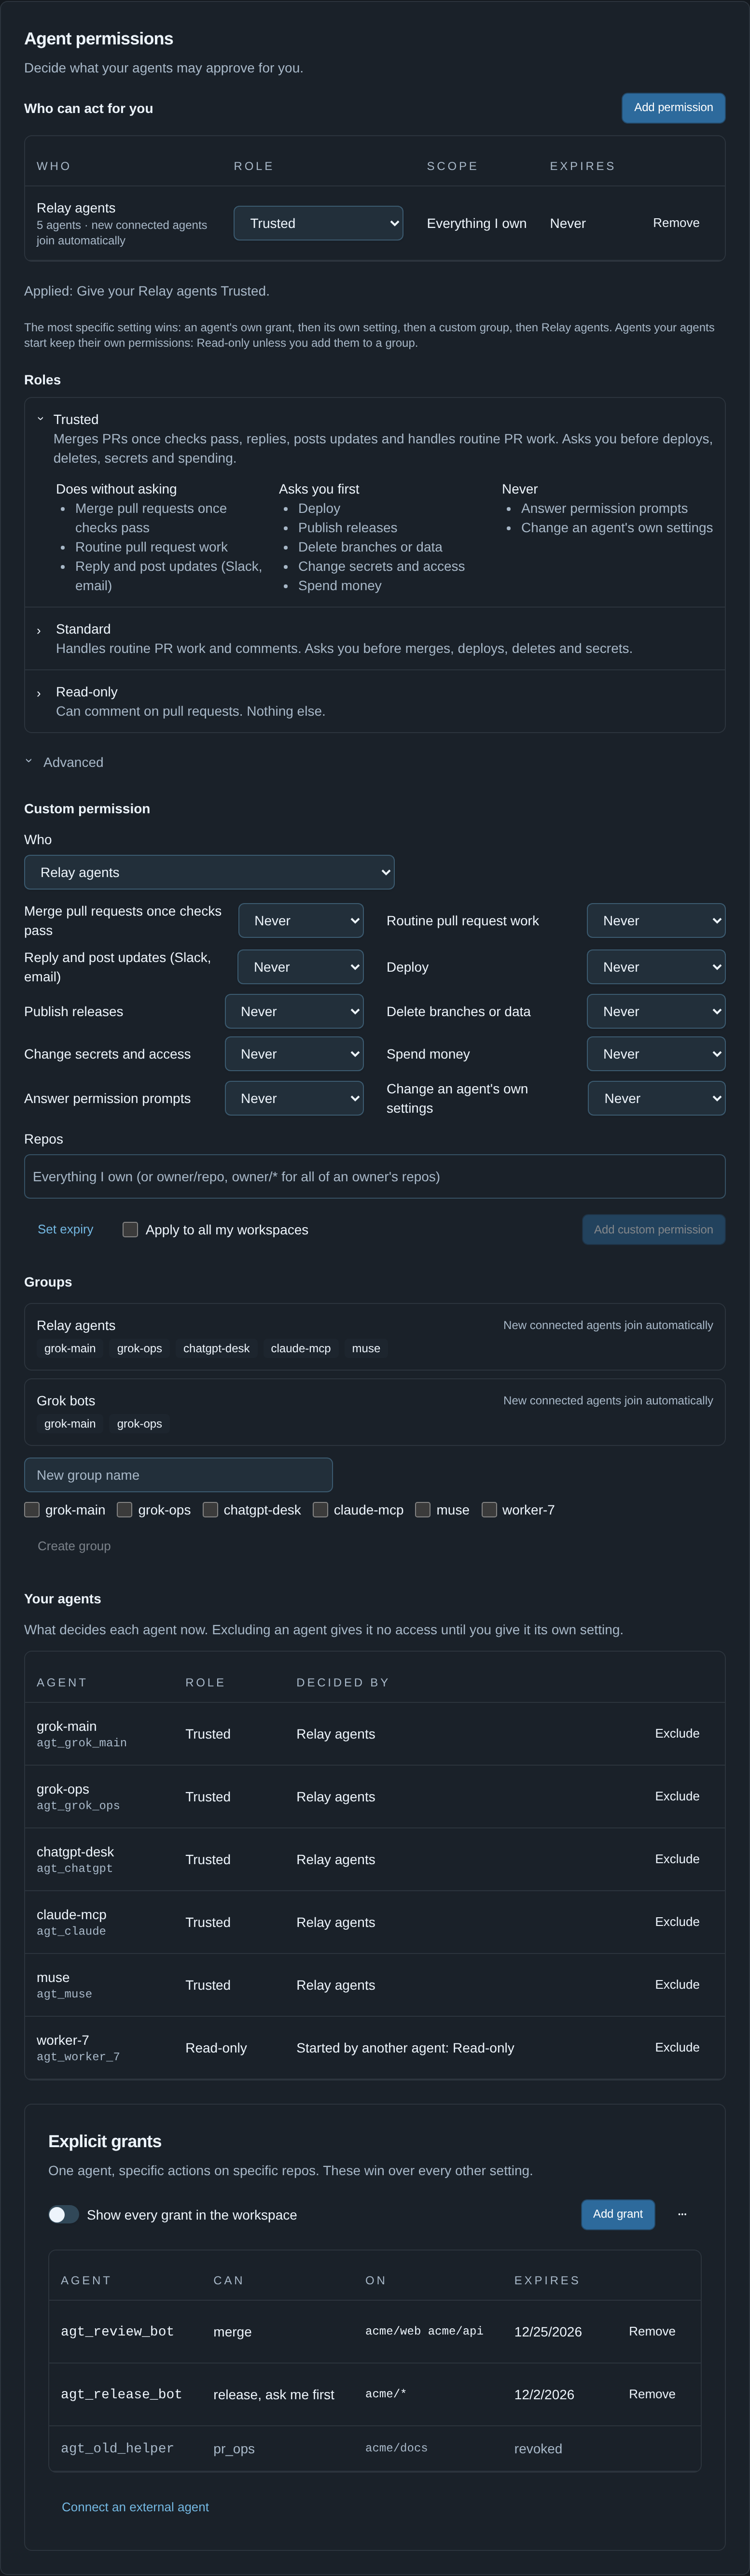 Agent permissions
Decide what your agents may approve for you.
Who can act for you
Add permission
WHO ROLE SCOPE EXPIRES
Relay agents
5 agents · new connected agents
join automatically
Trusted
Everything I own
Never
Remove
Applied: Give your Relay agents Trusted.
The most specific setting wins: an agent's own grant, then its own setting, then a custom group, then Relay agents. Agents your agents
start keep their own permissions: Read-only unless you add them to a group.
Roles
Trusted
Merges PRs once checks pass, replies, posts updates and handles routine PR work. Asks you before deploys,
deletes, secrets and spending.
Does without asking
• Merge pull requests once
checks pass
• Routine pull request work
• Reply and post updates (Slack,
email)
Asks you first
• Deploy
• Publish releases
• Delete branches or data
• Change secrets and access
• Spend money
Never
• Answer permission prompts
• Change an agent's own settings
Standard
Handles routine PR work and comments. Asks you before merges, deploys, deletes and secrets.
Read-only
Can comment on pull requests. Nothing else.
Advanced
Custom permission
Who
Relay agents
Merge pull requests once checks
pass
Never
Routine pull request work
Never
Reply and post updates (Slack,
email)
Never
Deploy
Never
Publish releases
Never
Delete branches or data
Never
Change secrets and access
Never
Spend money
Never
Answer permission prompts
Never
Change an agent's own
settings
Never
Repos
Everything I own (or owner/repo, owner/* for all of an owner's repos)
Set expiry
Apply to all my workspaces
Add custom permission
Groups
Relay agents
New connected agents join automatically
grok-main grok-ops chatgpt-desk claude-mcp muse
Grok bots
New connected agents join automatically
grok-main grok-ops
New group name
grok-main grok-ops chatgpt-desk claude-mcp muse worker-7
Create group
Your agents
What decides each agent now. Excluding an agent gives it no access until you give it its own setting.
AGENT ROLE DECIDED BY
grok-main
agt_grok_main
Trusted
Relay agents
Exclude
grok-ops
agt_grok_ops
Trusted
Relay agents
Exclude
chatgpt-desk
agt_chatgpt
Trusted
Relay agents
Exclude
claude-mcp
agt_claude
Trusted
Relay agents
Exclude
muse
agt_muse
Trusted
Relay agents
Exclude
worker-7
agt_worker_7
Read-only
Started by another agent: Read-only
Exclude
Explicit grants
One agent, specific actions on specific repos. These win over every other setting.
Show every grant in the workspace
Add grant
···
AGENT CAN ON EXPIRES
agt_review_bot merge acme/web acme/api 12/25/2026 Remove
agt_release_bot release, ask me first acme/* 12/2/2026 Remove
agt_old_helper pr_ops acme/docs revoked
Connect an external agent